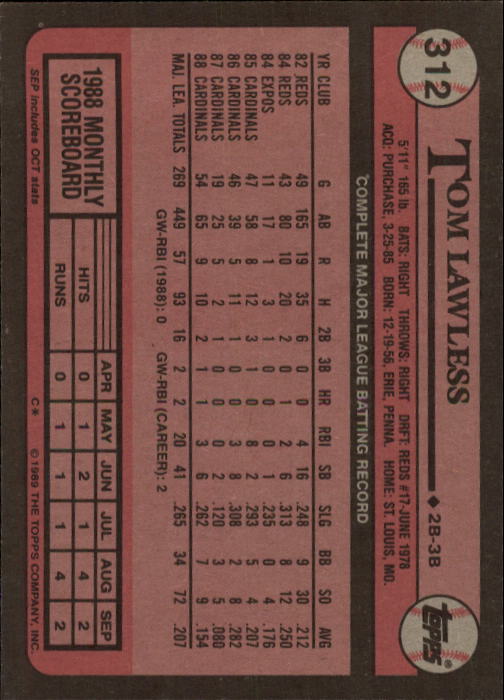 312
TOM LAWLESS ◆ 2B-3B
topps®
5'11" 165 lb. BATS: RIGHT THROWS: RIGHT DRFT: REDS #17-JUNE 1978
ACQ: PURCHASE, 3-25-85 BORN: 12-19-56, ERIE, PENNA. HOME: ST. LOUIS, MO.
COMPLETE MAJOR LEAGUE BATTING RECORD
YR CLUB G AB R H 2B 3B HR RBI SB SLG BB SO AVG
82 REDS 49 165 19 35 6 0 0 4 16 .248 9 30 .212
84 REDS 43 80 10 20 2 0 1 2 6 .313 8 12 .250
84 EXPOS 11 17 1 3 1 0 0 0 1 .235 0 4 .176
85 CARDINALS 47 58 8 12 3 1 0 8 2 .293 5 4 .207
86 CARDINALS 46 39 5 11 1 0 0 3 8 .308 2 8 .282
87 CARDINALS 19 25 5 2 1 0 0 0 2 .120 3 5 .080
88 CARDINALS 54 65 9 10 2 1 1 3 6 .262 7 9 .154
MAJ. LEA. TOTALS 269 449 57 93 16 2 2 20 41 .265 34 72 .207
GW-RBI (1988): 0 GW-RBI (CAREER): 2
1988 MONTHLY
SCOREBOARD
SEP includes OCT stats
APR MAY JUN JUL AUG SEP
HITS 0 1 2 1 4 2
RUNS 0 1 1 1 4 2
C* © 1989 THE TOPPS COMPANY, INC.